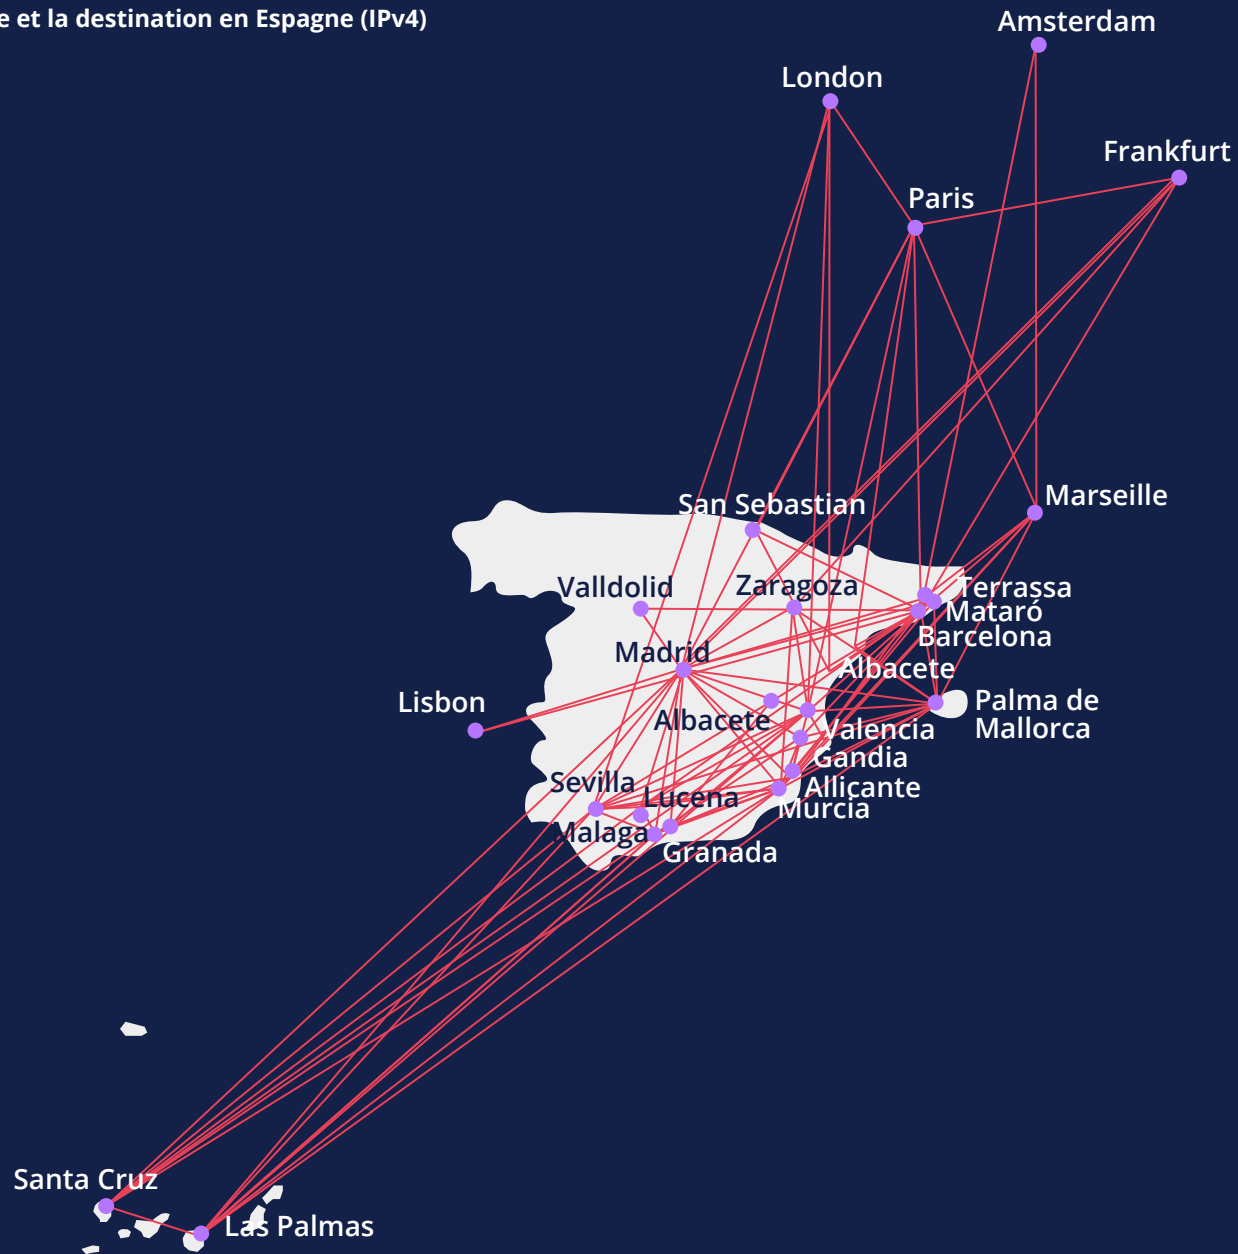 e et la destination en Espagne (IPv4)
Amsterdam
London
Frankfurt
Paris
Marseille
San Sebastian
Valldolid
Zaragoza
Terrassa
Mataró
Barcelona
Madrid
Albacete
Lisbon
Palma de
Mallorca
Albacete
Valencia
Gandia
Sevilla
Lucena
Allicante
Murcia
Malaga
Granada
Santa Cruz
Las Palmas